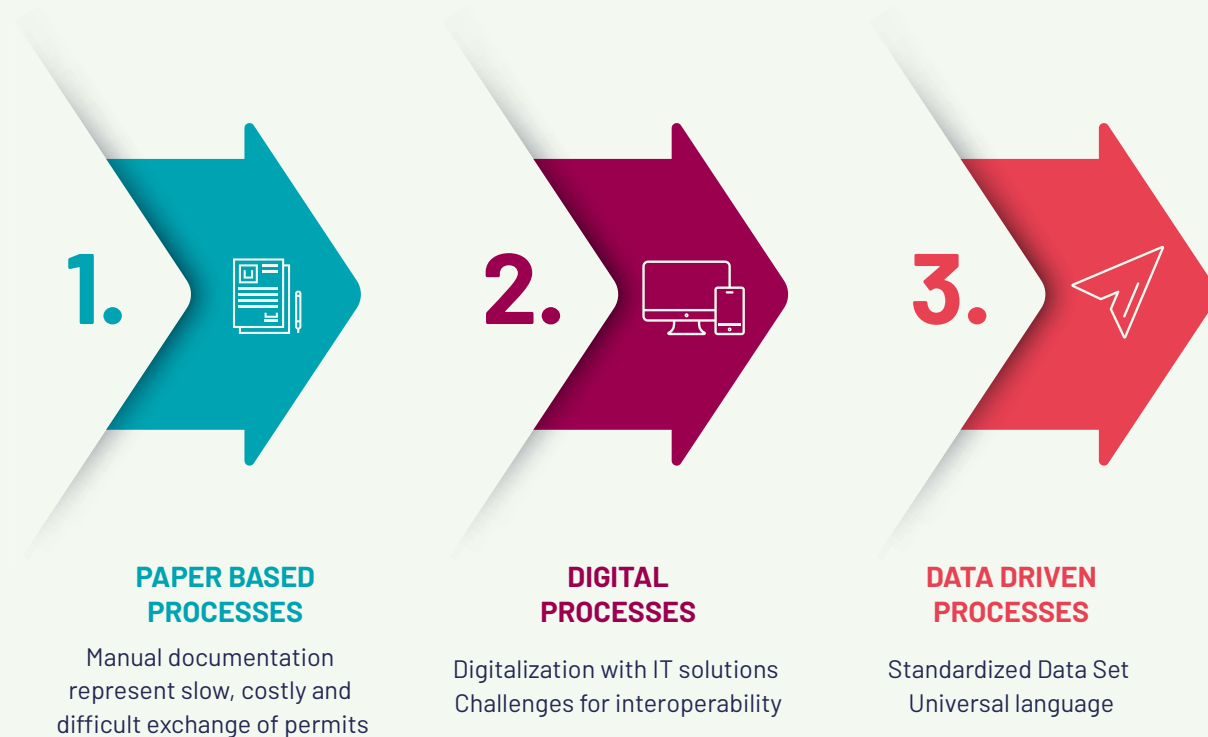 1.
PAPER BASED
PROCESSES
Manual documentation
represent slow, costly and
difficult exchange of permits
2.
DIGITAL
PROCESSES
Digitalization with IT solutions
Challenges for interoperability
3.
DATA DRIVEN
PROCESSES
Standardized Data Set
Universal language